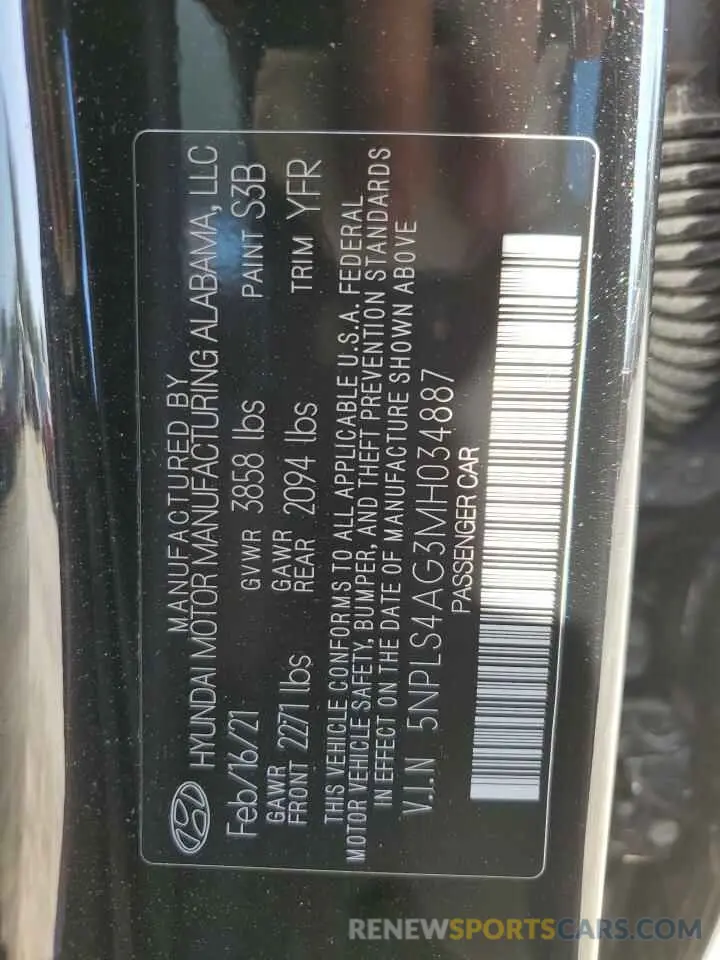 MANUFACTURED BY
HYUNDAI MOTOR MANUFACTURING ALABAMA, LLC
Feb/16/21 GVWR 3858 lbs PAINT S3B
GAWR FRONT 2271 lbs GAWR REAR 2094 lbs TRIM YFR
THIS VEHICLE CONFORMS TO ALL APPLICABLE U.S.A. FEDERAL
MOTOR VEHICLE SAFETY, BUMPER, AND THEFT PREVENTION STANDARDS
IN EFFECT ON THE DATE OF MANUFACTURE SHOWN ABOVE
V.I.N 5NPLS4AG3MH034887
PASSENGER CAR
RENEWSPORTSCARS.COM